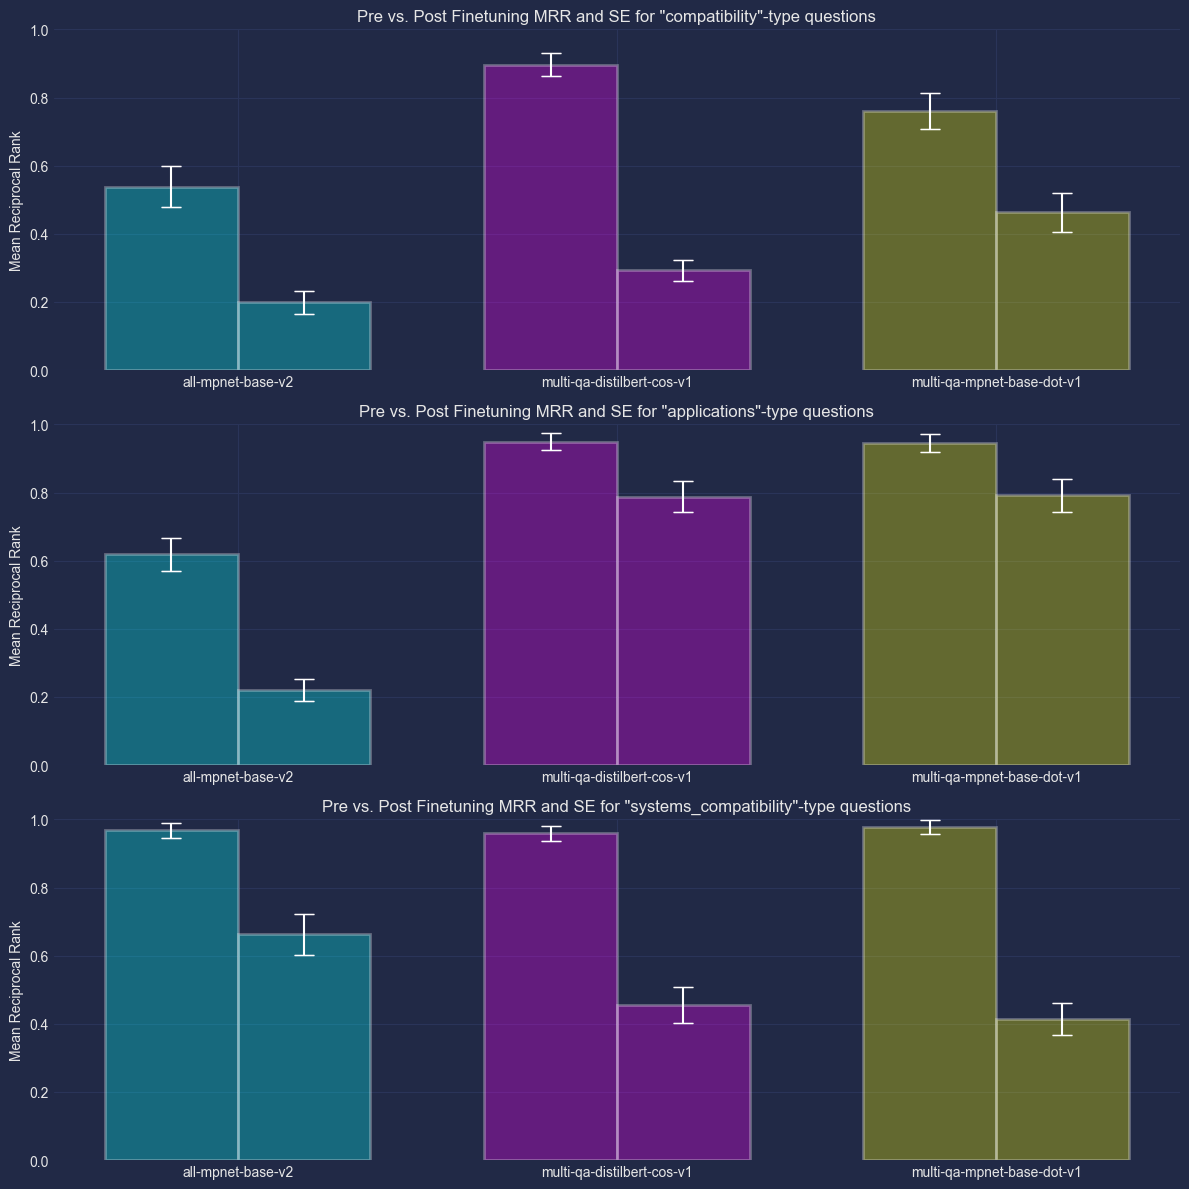 Pre vs. Post Finetuning MRR and SE for "compatibility"-type questions
Mean Reciprocal Rank
1.0
0.8
0.6
0.4
0.2
0.0
all-mpnet-base-v2 multi-qa-distilbert-cos-v1 multi-qa-mpnet-base-dot-v1
Pre vs. Post Finetuning MRR and SE for "applications"-type questions
Mean Reciprocal Rank
1.0
0.8
0.6
0.4
0.2
0.0
all-mpnet-base-v2 multi-qa-distilbert-cos-v1 multi-qa-mpnet-base-dot-v1
Pre vs. Post Finetuning MRR and SE for "systems_compatibility"-type questions
Mean Reciprocal Rank
1.0
0.8
0.6
0.4
0.2
0.0
all-mpnet-base-v2 multi-qa-distilbert-cos-v1 multi-qa-mpnet-base-dot-v1